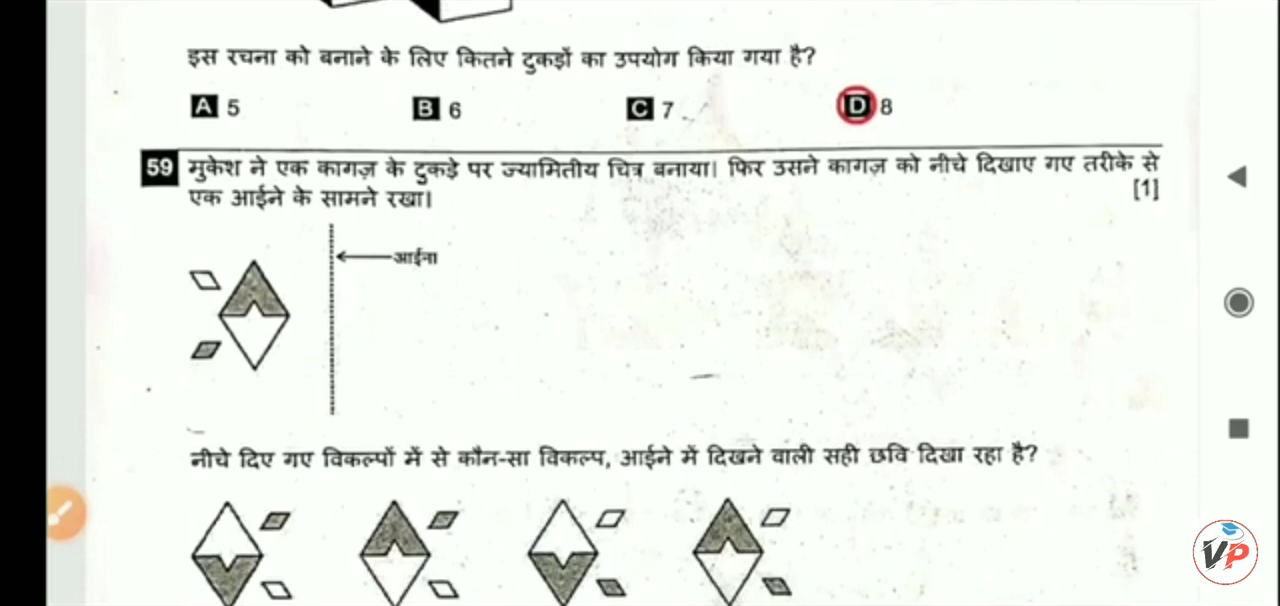 इस रचना को बनाने के लिए कितने टुकड़ों का उपयोग किया गया है?
A 5 B 6 C 7 D 8
59 मुकेश ने एक कागज़ के टुकड़े पर ज्यामितीय चित्र बनाया। फिर उसने कागज़ को नीचे दिखाए गए तरीके से
एक आईने के सामने रखा। [1]
आईना
नीचे दिए गए विकल्पों में से कौन-सा विकल्प, आईने में दिखने वाली सही छवि दिखा रहा है?
VP